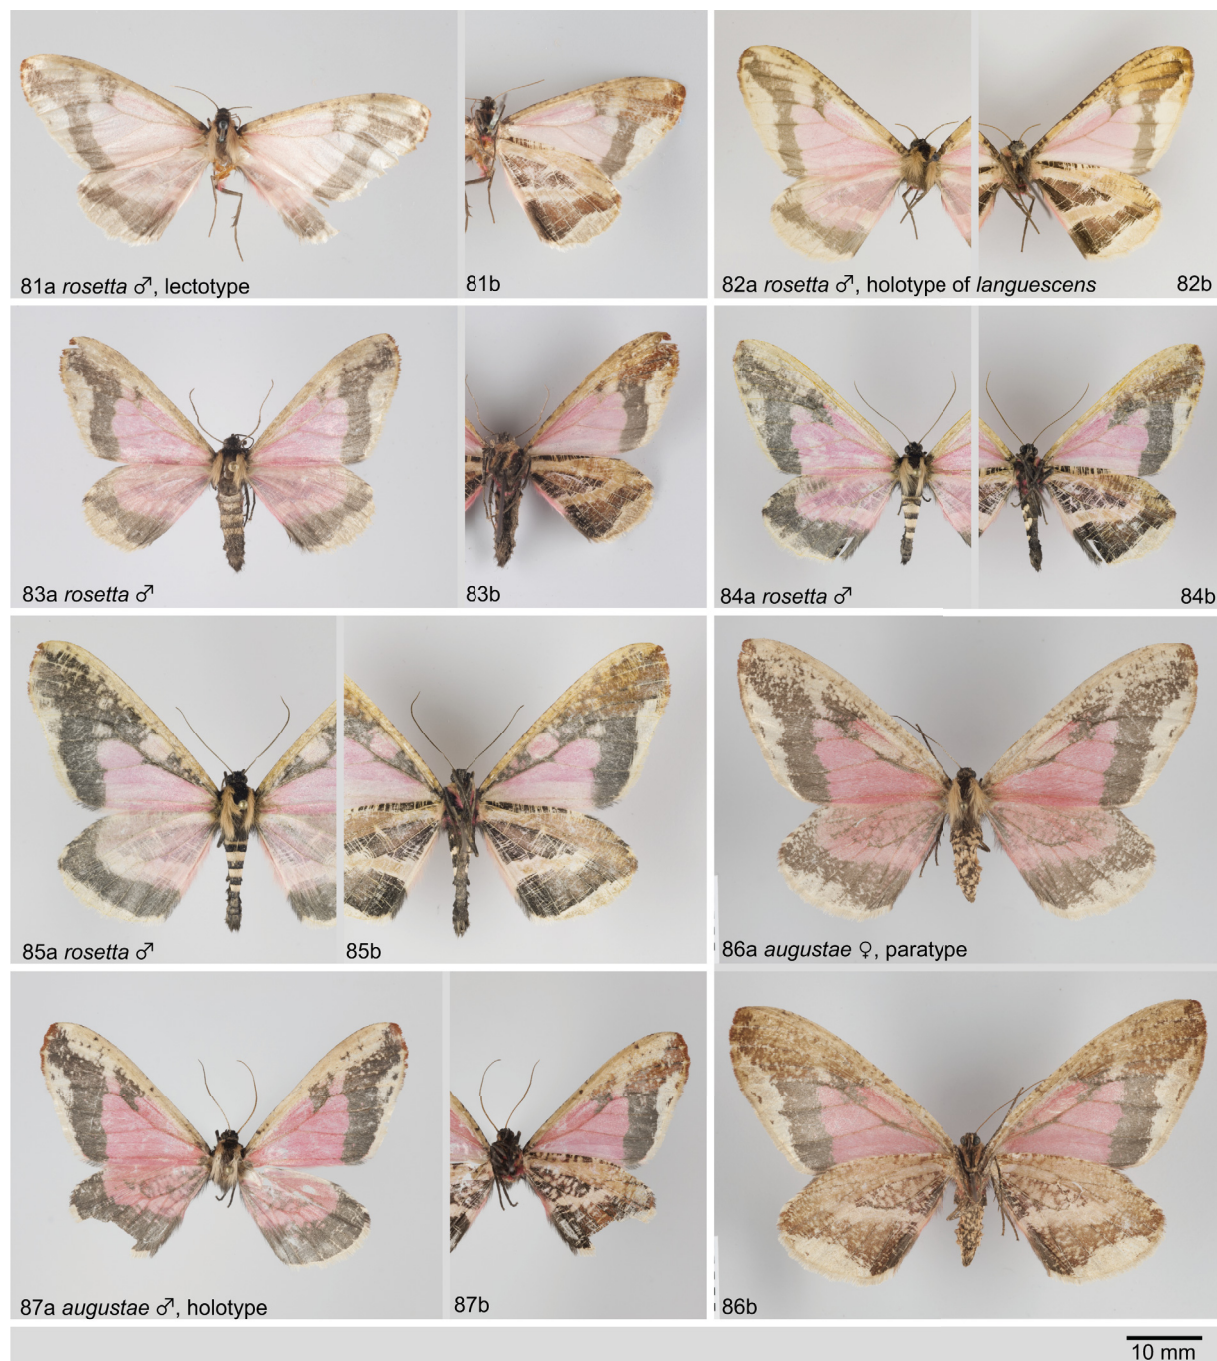 81a rosetta ♂, lectotype
81b
82a rosetta ♂, holotype of languescens
82b
83a rosetta ♂
83b
84a rosetta ♂
84b
85a rosetta ♂
85b
86a augustae ♀, paratype
87a augustae ♂, holotype
87b
86b
10 mm